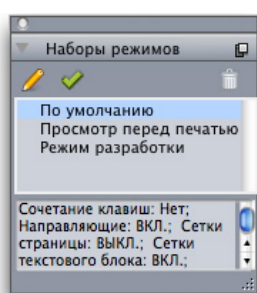 Наборы режимов
По умолчанию
Просмотр перед печатью
Режим разработки
Сочетание клавиш: Нет;
Направляющие: ВКЛ.; Сетки
страницы: ВЫКЛ.; Сетки
текстового блока: ВКЛ.;